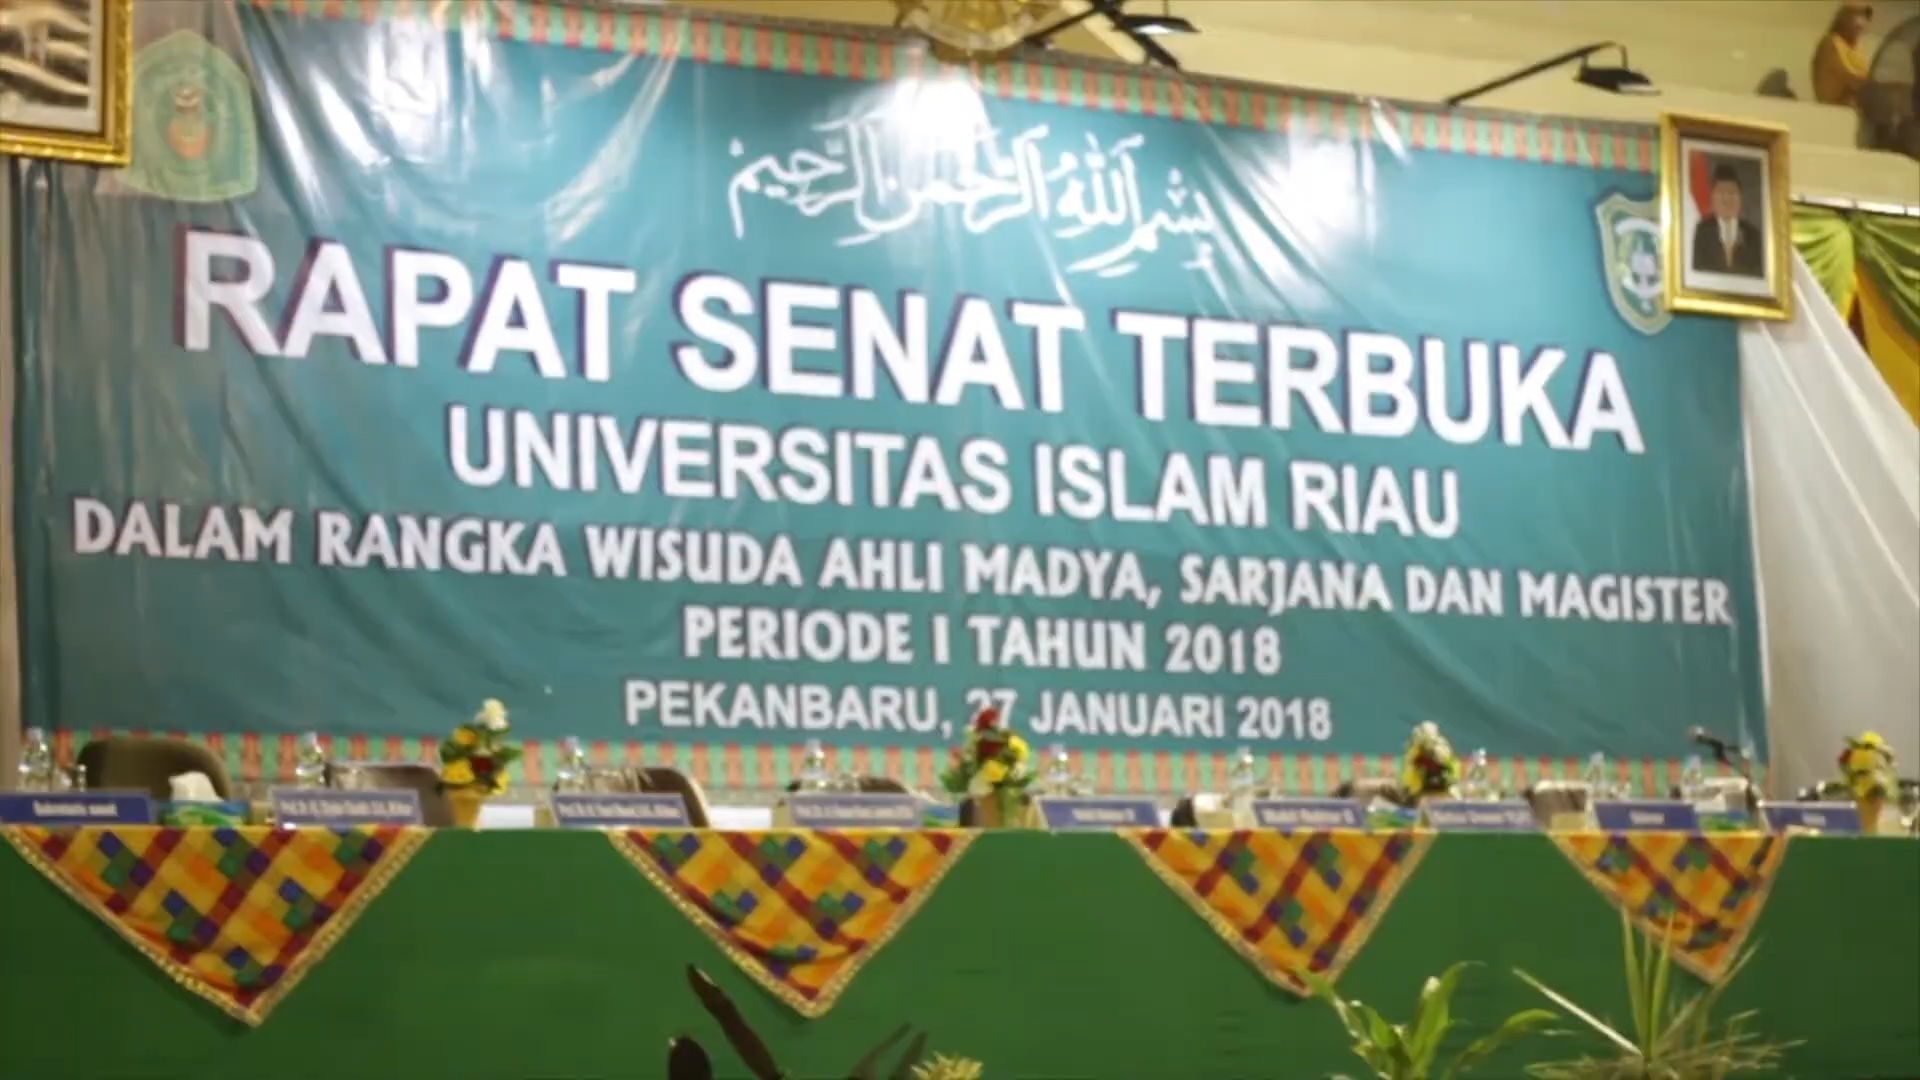 بسم الله الرحمن الرحيم
RAPAT SENAT TERBUKA
UNIVERSITAS ISLAM RIAU
DALAM RANGKA WISUDA AHLI MADYA, SARJANA DAN MAGISTER
PERIODE I TAHUN 2018
PEKANBARU, 27 JANUARI 2018